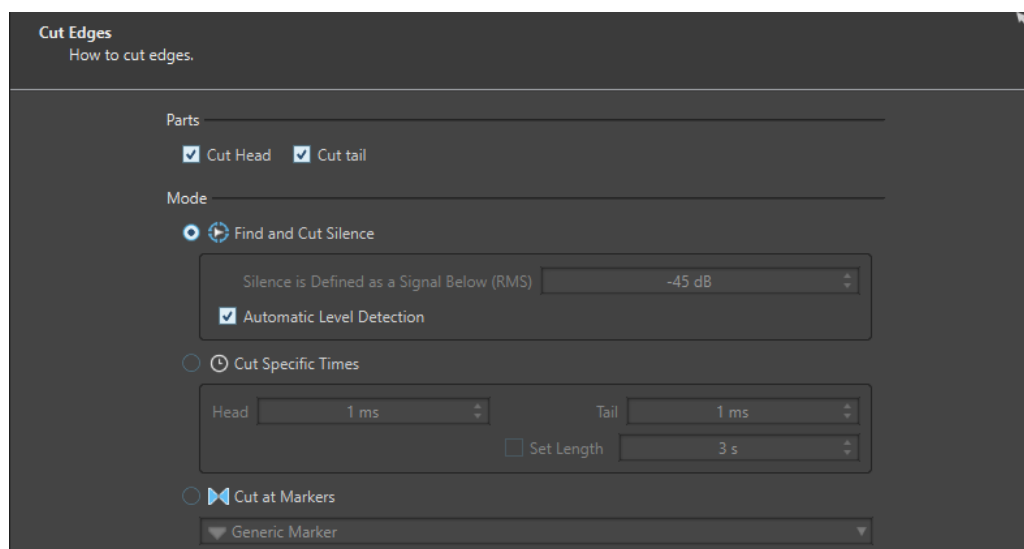 Cut Edges
How to cut edges.
Parts
Cut Head Cut tail
Mode
Find and Cut Silence
Silence is Defined as a Signal Below (RMS) -45 dB
Automatic Level Detection
Cut Specific Times
Head 1 ms Tail 1 ms
Set Length 3 s
Cut at Markers
Generic Marker